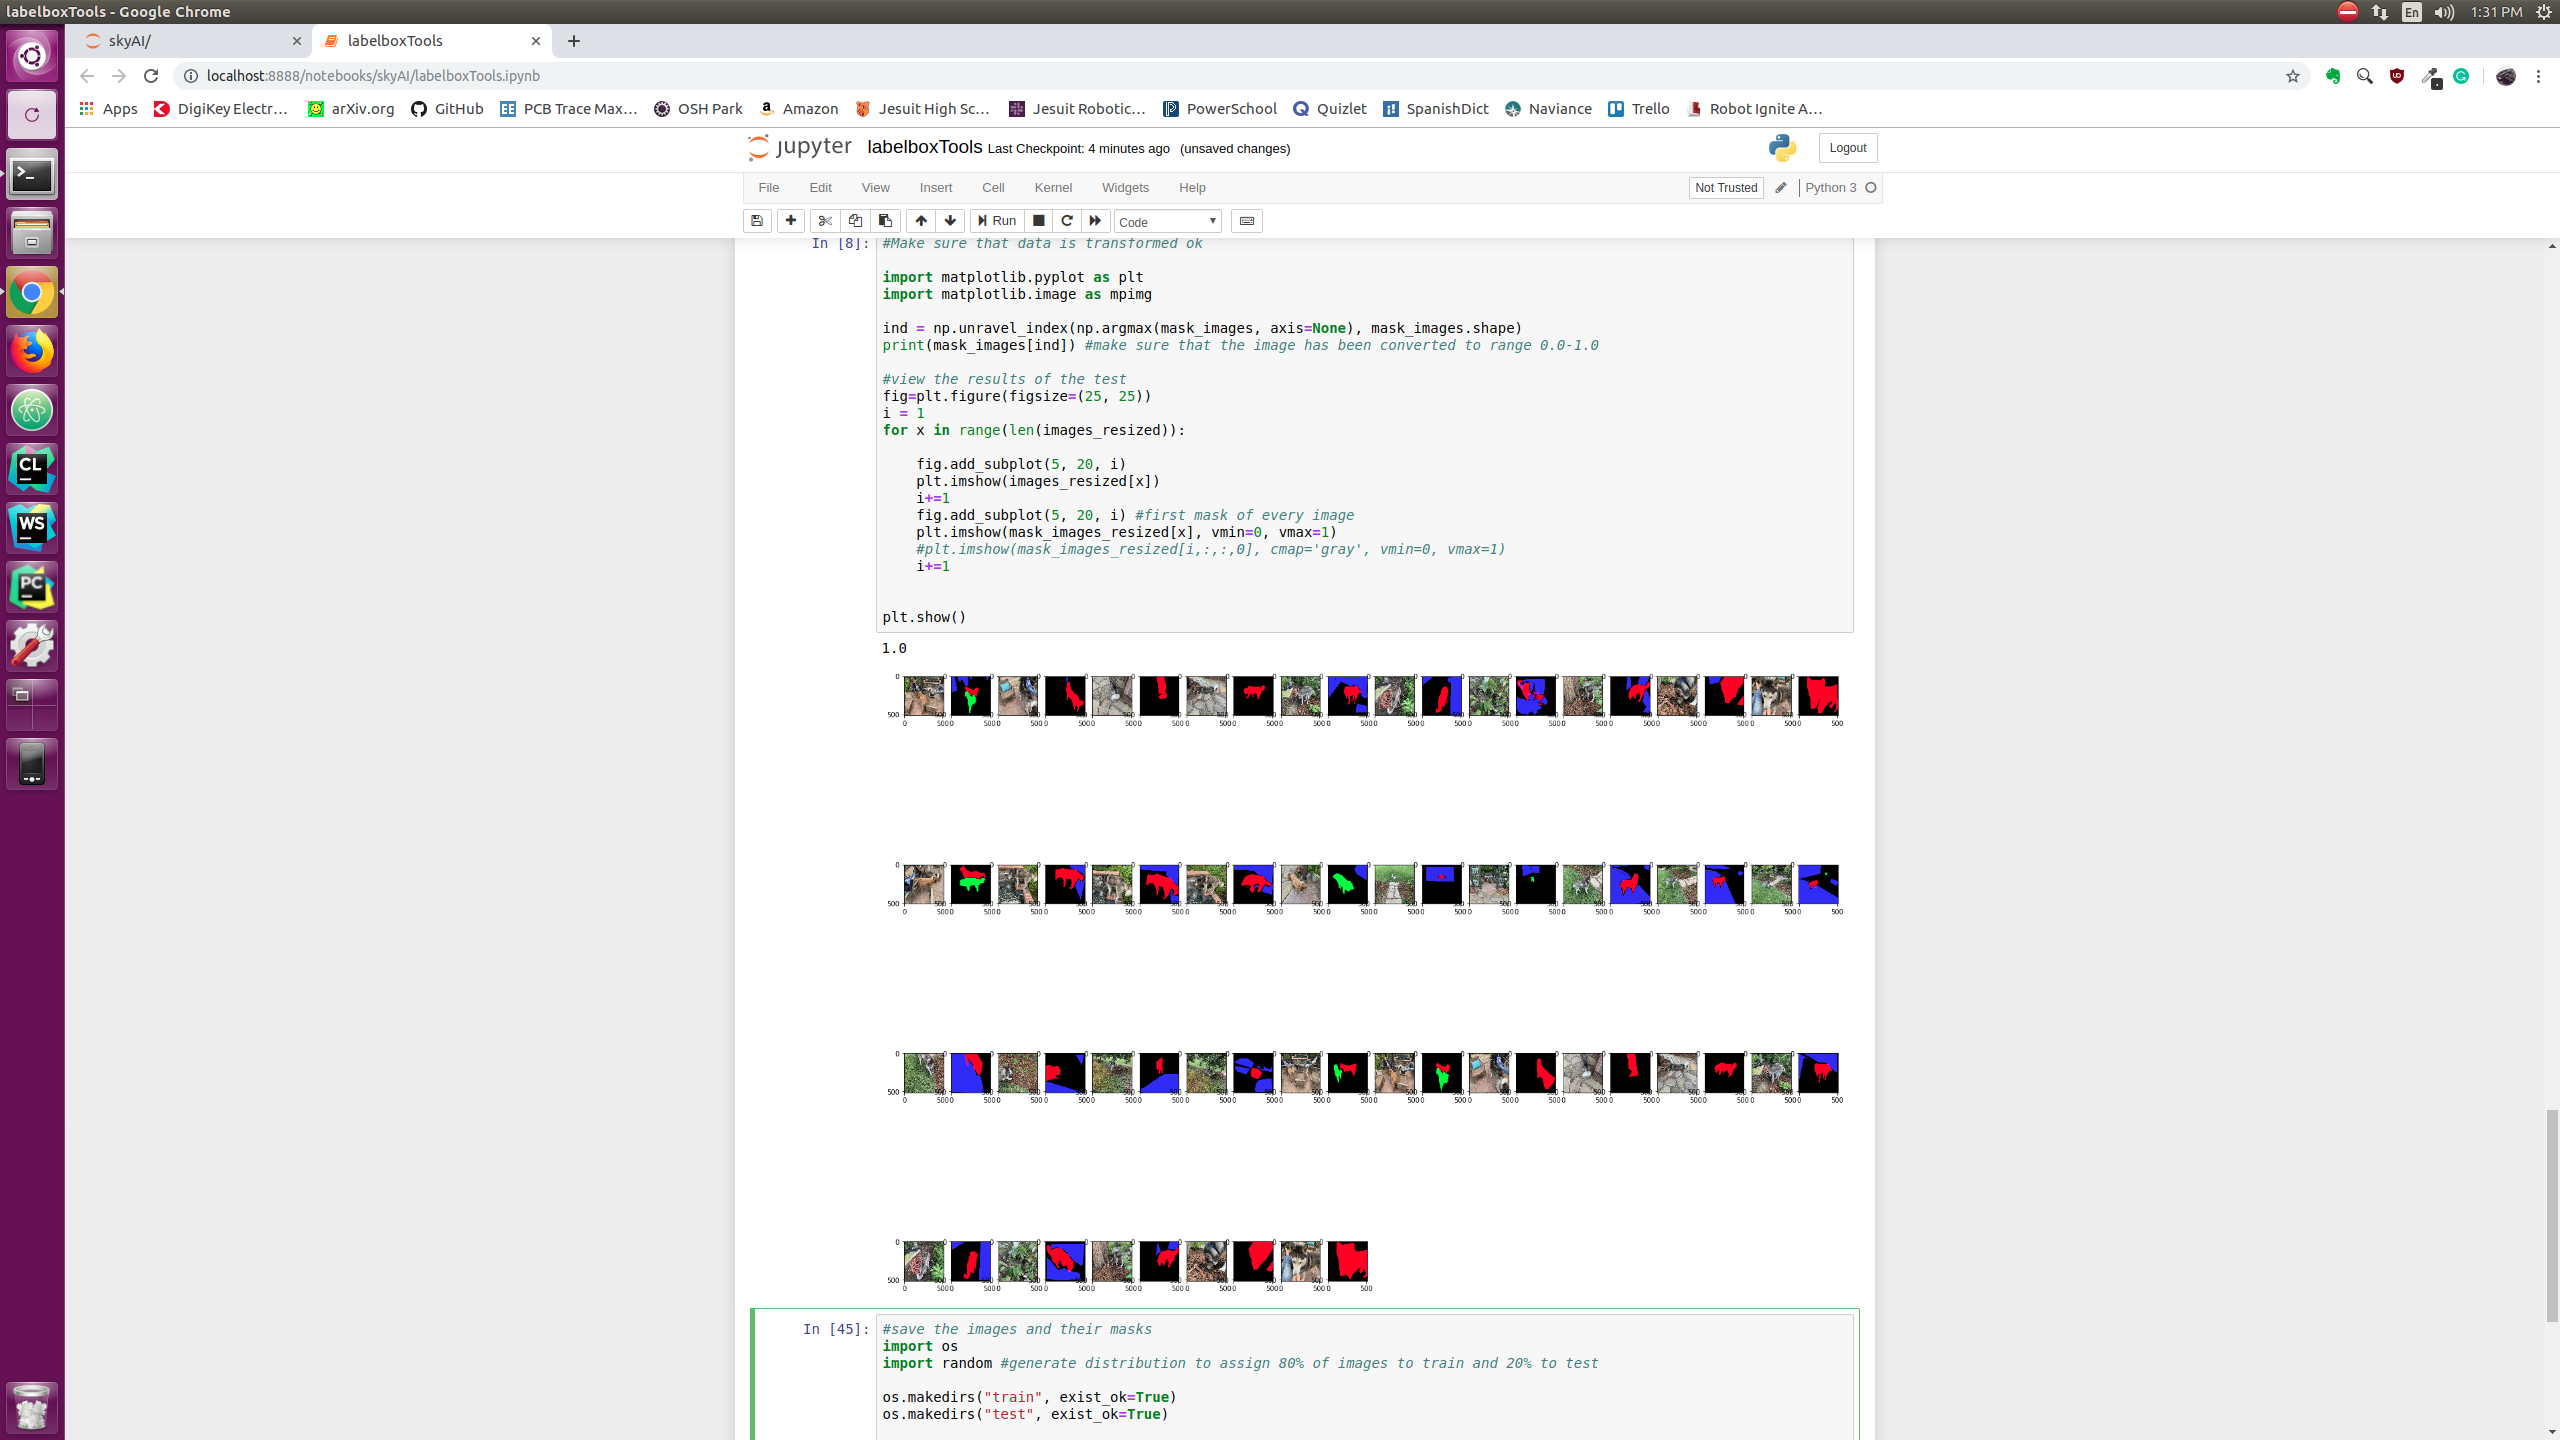 labelboxTools - Google Chrome
En
1:31 PM
skyAI/
labelboxTools
localhost:8888/notebooks/skyAI/labelboxTools.ipynb
Apps
DigiKey Electr…
arXiv.org
GitHub
PCB Trace Max…
OSH Park
Amazon
Jesuit High Sc…
Jesuit Robotic…
PowerSchool
Quizlet
SpanishDict
Naviance
Trello
Robot Ignite A…
jupyter
labelboxTools Last Checkpoint: 4 minutes ago (unsaved changes)
Logout
File Edit View Insert Cell Kernel Widgets Help
Not Trusted
Python 3
Run
Code
In [8]:
#Make sure that data is transformed ok
import matplotlib.pyplot as plt
import matplotlib.image as mpimg
ind = np.unravel_index(np.argmax(mask_images, axis=None), mask_images.shape)
print(mask_images[ind]) #make sure that the image has been converted to range 0.0-1.0
#view the results of the test
fig=plt.figure(figsize=(25, 25))
i = 1
for x in range(len(images_resized)):
    fig.add_subplot(5, 20, i)
    plt.imshow(images_resized[x])
    i+=1
    fig.add_subplot(5, 20, i) #first mask of every image
    plt.imshow(mask_images_resized[x], vmin=0, vmax=1)
    #plt.imshow(mask_images_resized[i,:,:,0], cmap='gray', vmin=0, vmax=1)
    i+=1
plt.show()
1.0
In [45]:
#save the images and their masks
import os
import random #generate distribution to assign 80% of images to train and 20% to test
os.makedirs("train", exist_ok=True)
os.makedirs("test", exist_ok=True)
CL
WS
PC